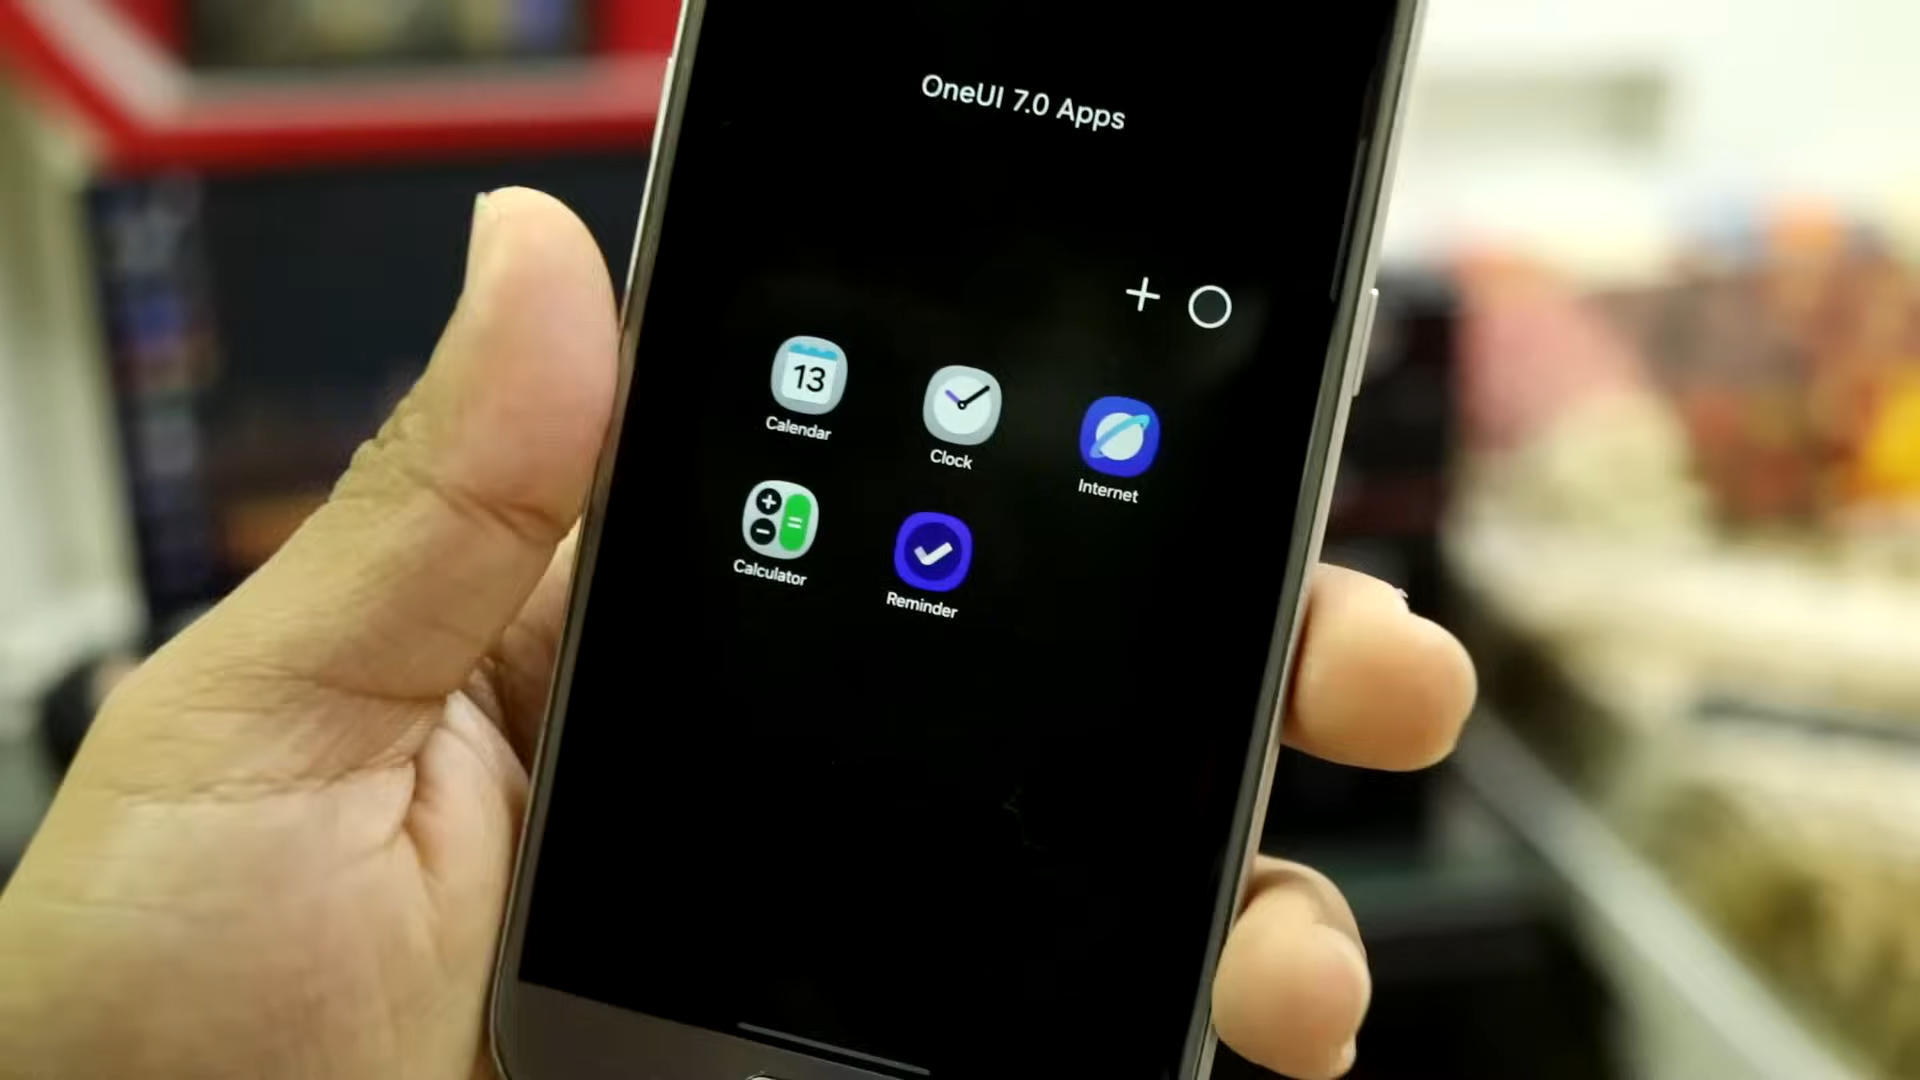 OneUI 7.0 Apps
13
Calendar
Clock
Internet
Calculator
Reminder